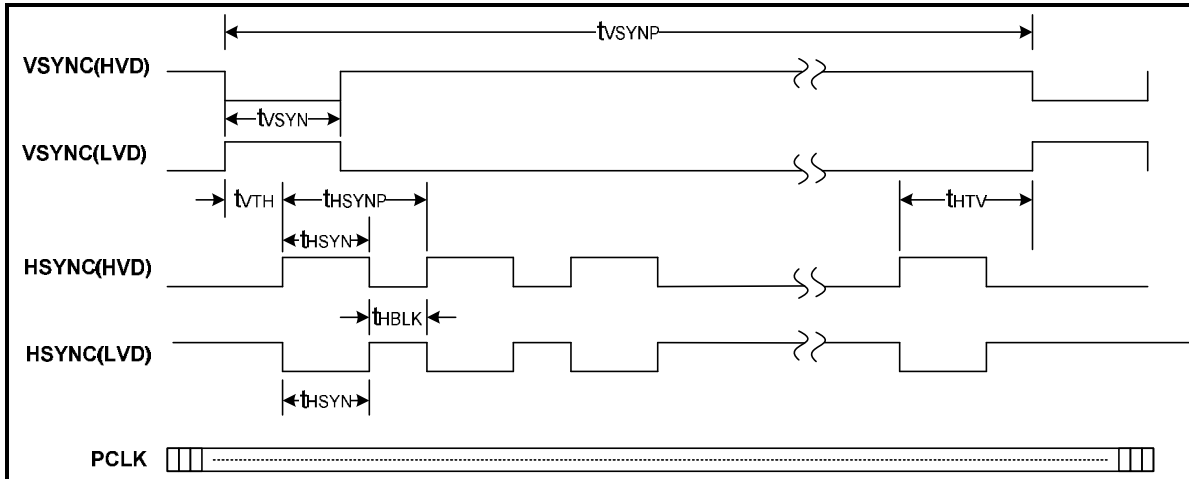 tVSYNP
VSYNC(HVD)
tVSYN
VSYNC(LVD)
tVTH tHSYNP tHTV
tHSYN
HSYNC(HVD)
tHBLK
HSYNC(LVD)
tHSYN
PCLK